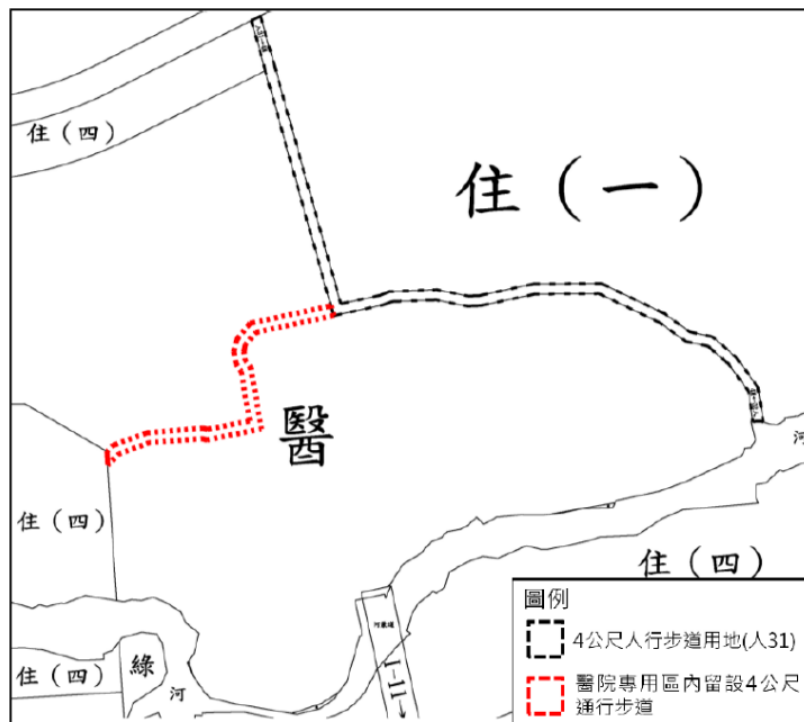 住（四）
住（一）
醫
河
住（四）
住（四）
I-11
住（四）
綠
河
圖例
4公尺人行步道用地(人31)
醫院專用區內留設4公尺
通行步道